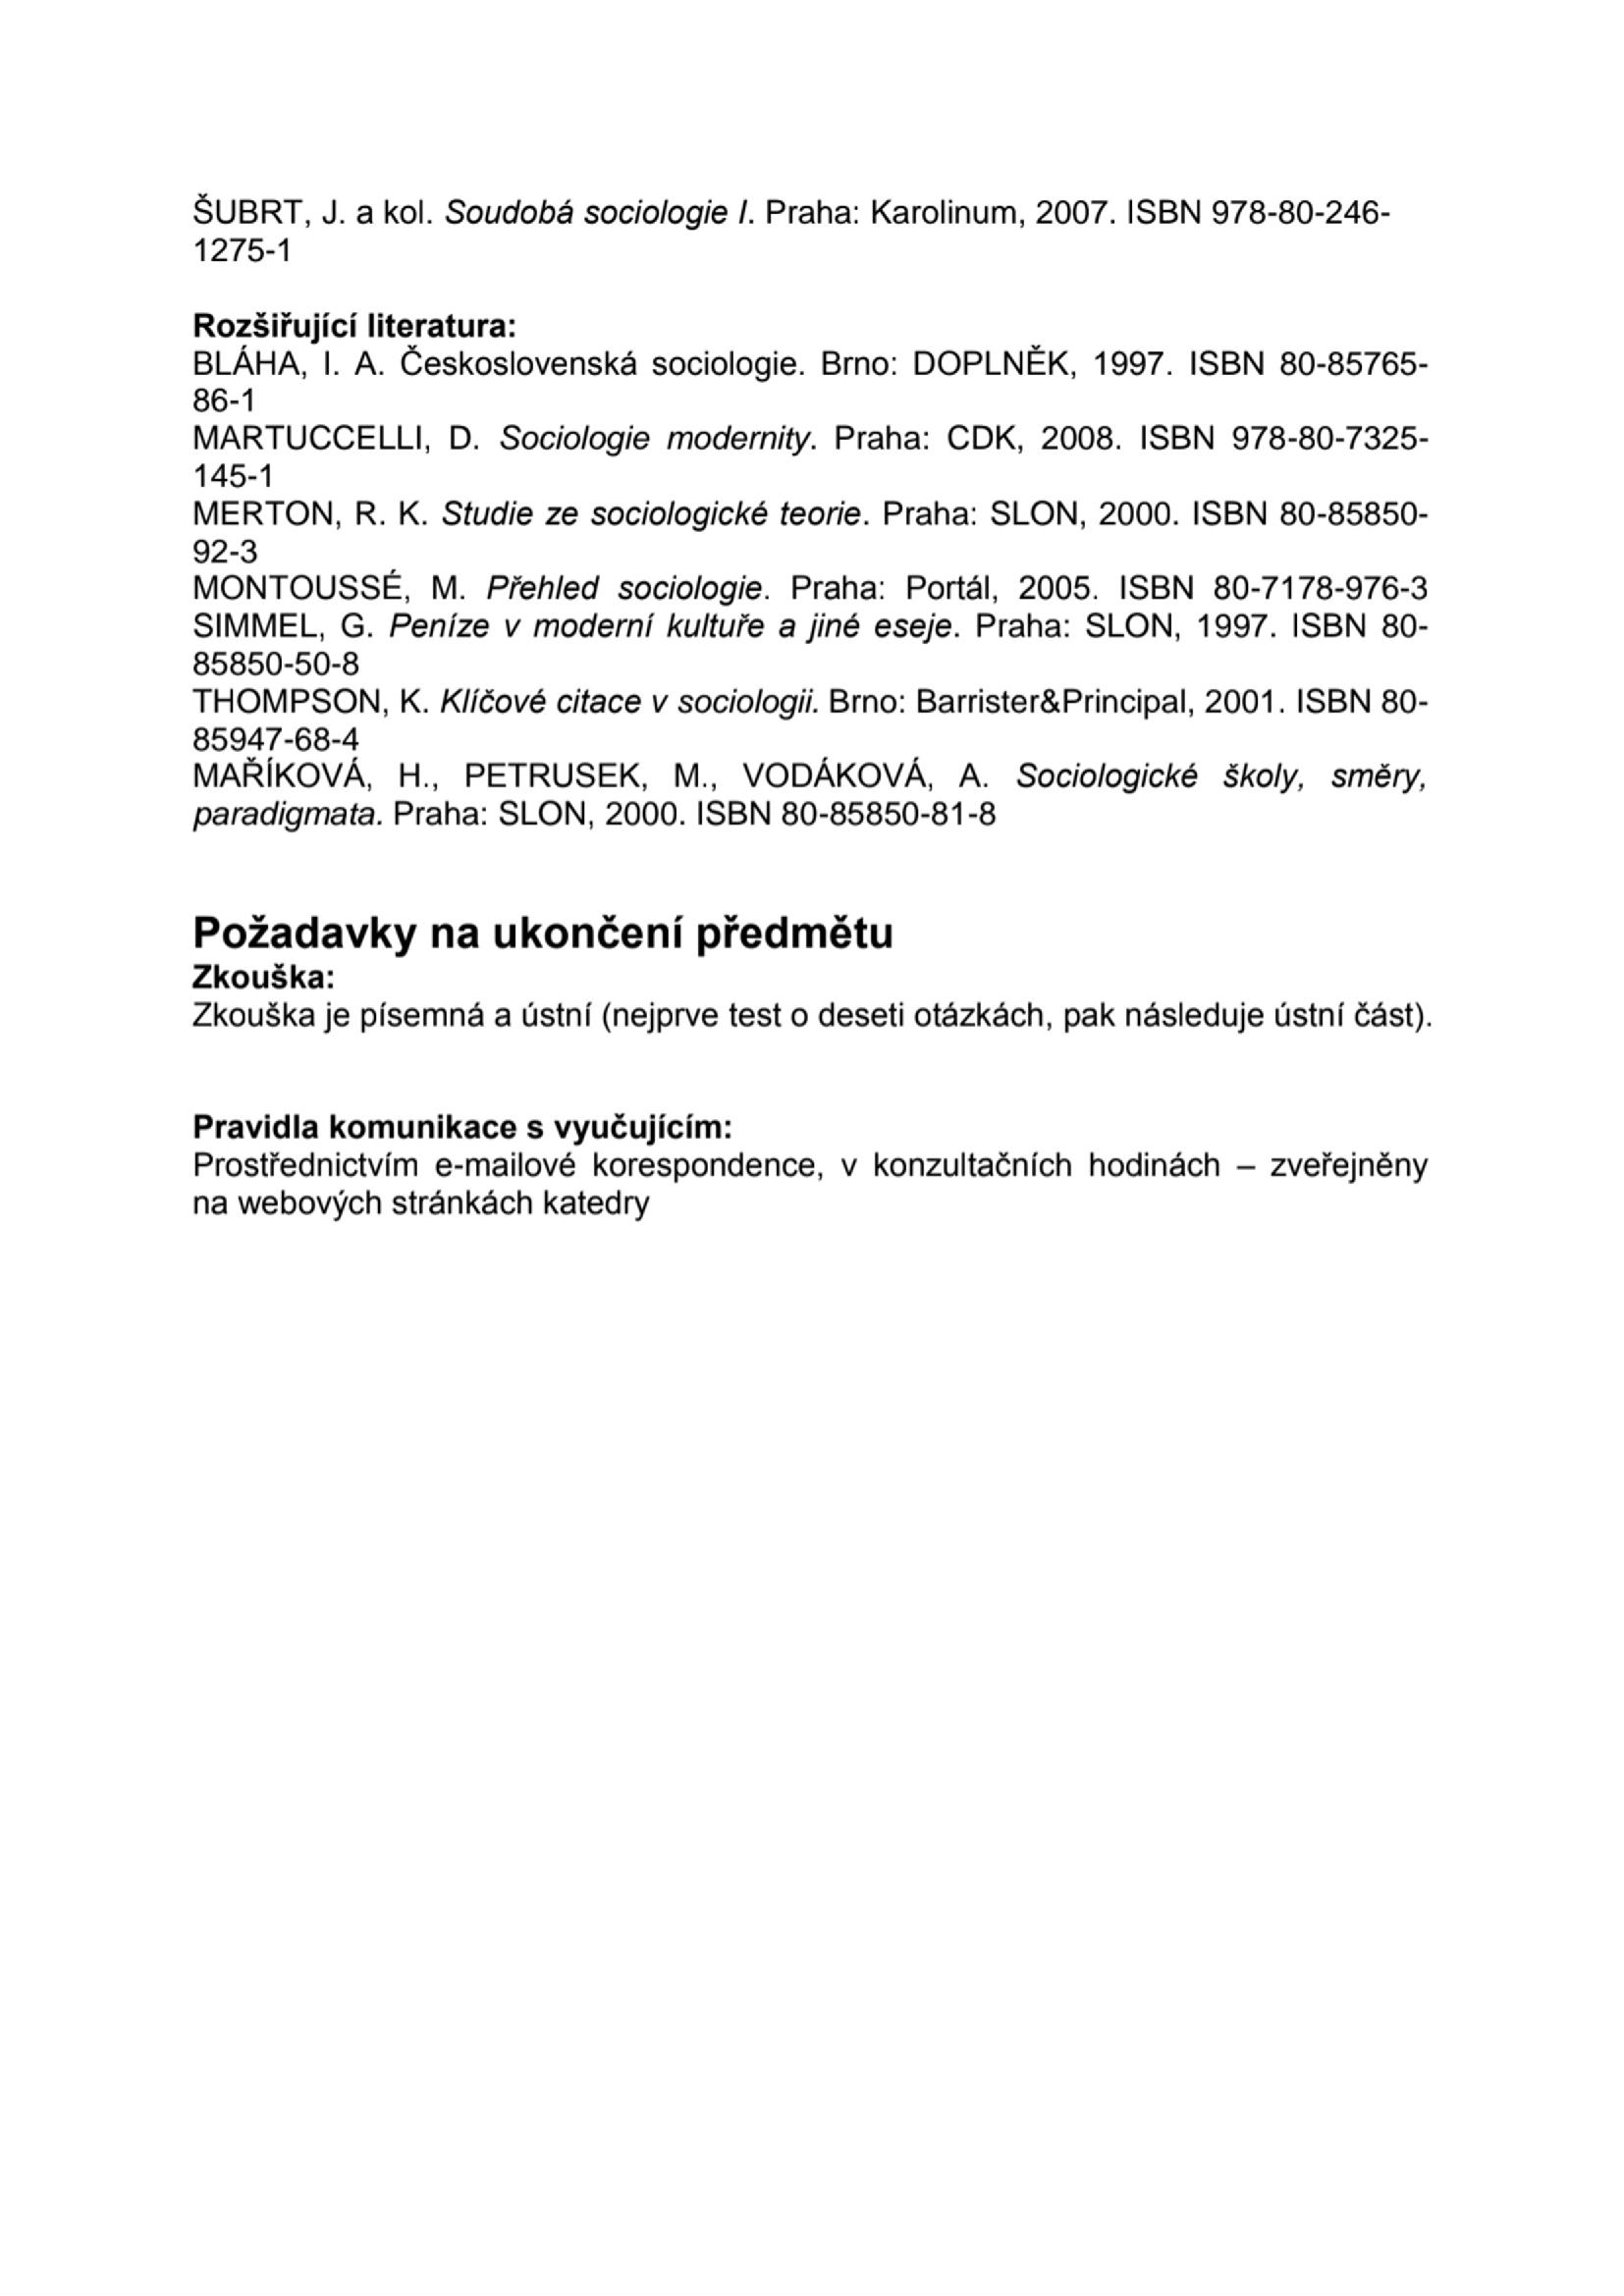 ŠUBRT, J. a kol. Soudobá sociologie I. Praha: Karolinum, 2007. ISBN 978-80-246-
1275-1
Rozšiřující literatura:
BLÁHA, I. A. Československá sociologie. Brno: DOPLNĚK, 1997. ISBN 80-85765-
86-1
MARTUCCELLI, D. Sociologie modernity. Praha: CDK, 2008. ISBN 978-80-7325-
145-1
MERTON, R. K. Studie ze sociologické teorie. Praha: SLON, 2000. ISBN 80-85850-
92-3
MONTOUSSÉ, M. Přehled sociologie. Praha: Portál, 2005. ISBN 80-7178-976-3
SIMMEL, G. Peníze v moderní kultuře a jiné eseje. Praha: SLON, 1997. ISBN 80-
85850-50-8
THOMPSON, K. Klíčové citace v sociologii. Brno: Barrister&Principal, 2001. ISBN 80-
85947-68-4
MAŘÍKOVÁ, H., PETRUSEK, M., VODÁKOVÁ, A. Sociologické školy, směry,
paradigmata. Praha: SLON, 2000. ISBN 80-85850-81-8
Požadavky na ukončení předmětu
Zkouška:
Zkouška je písemná a ústní (nejprve test o deseti otázkách, pak následuje ústní část).
Pravidla komunikace s vyučujícím:
Prostřednictvím e-mailové korespondence, v konzultačních hodinách – zveřejněny
na webových stránkách katedry